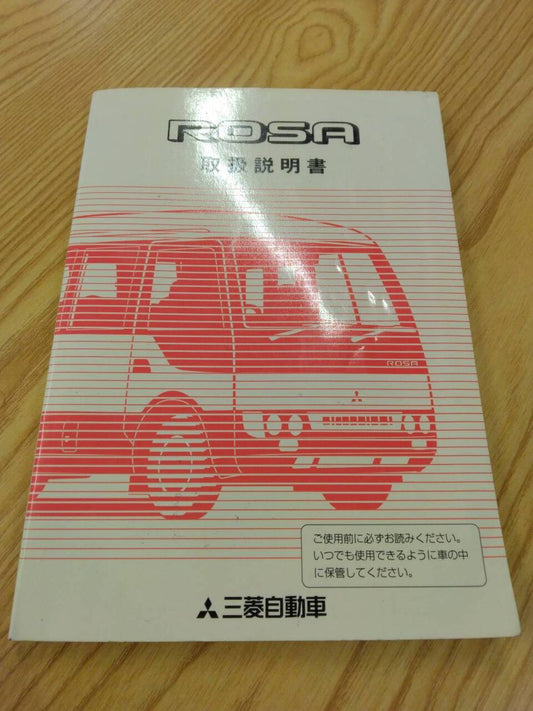 ROSA
取扱説明書
ROSA
ご使用前に必ずお読みください。
いつでも使用できるように車の中
に保管してください。
三菱自動車